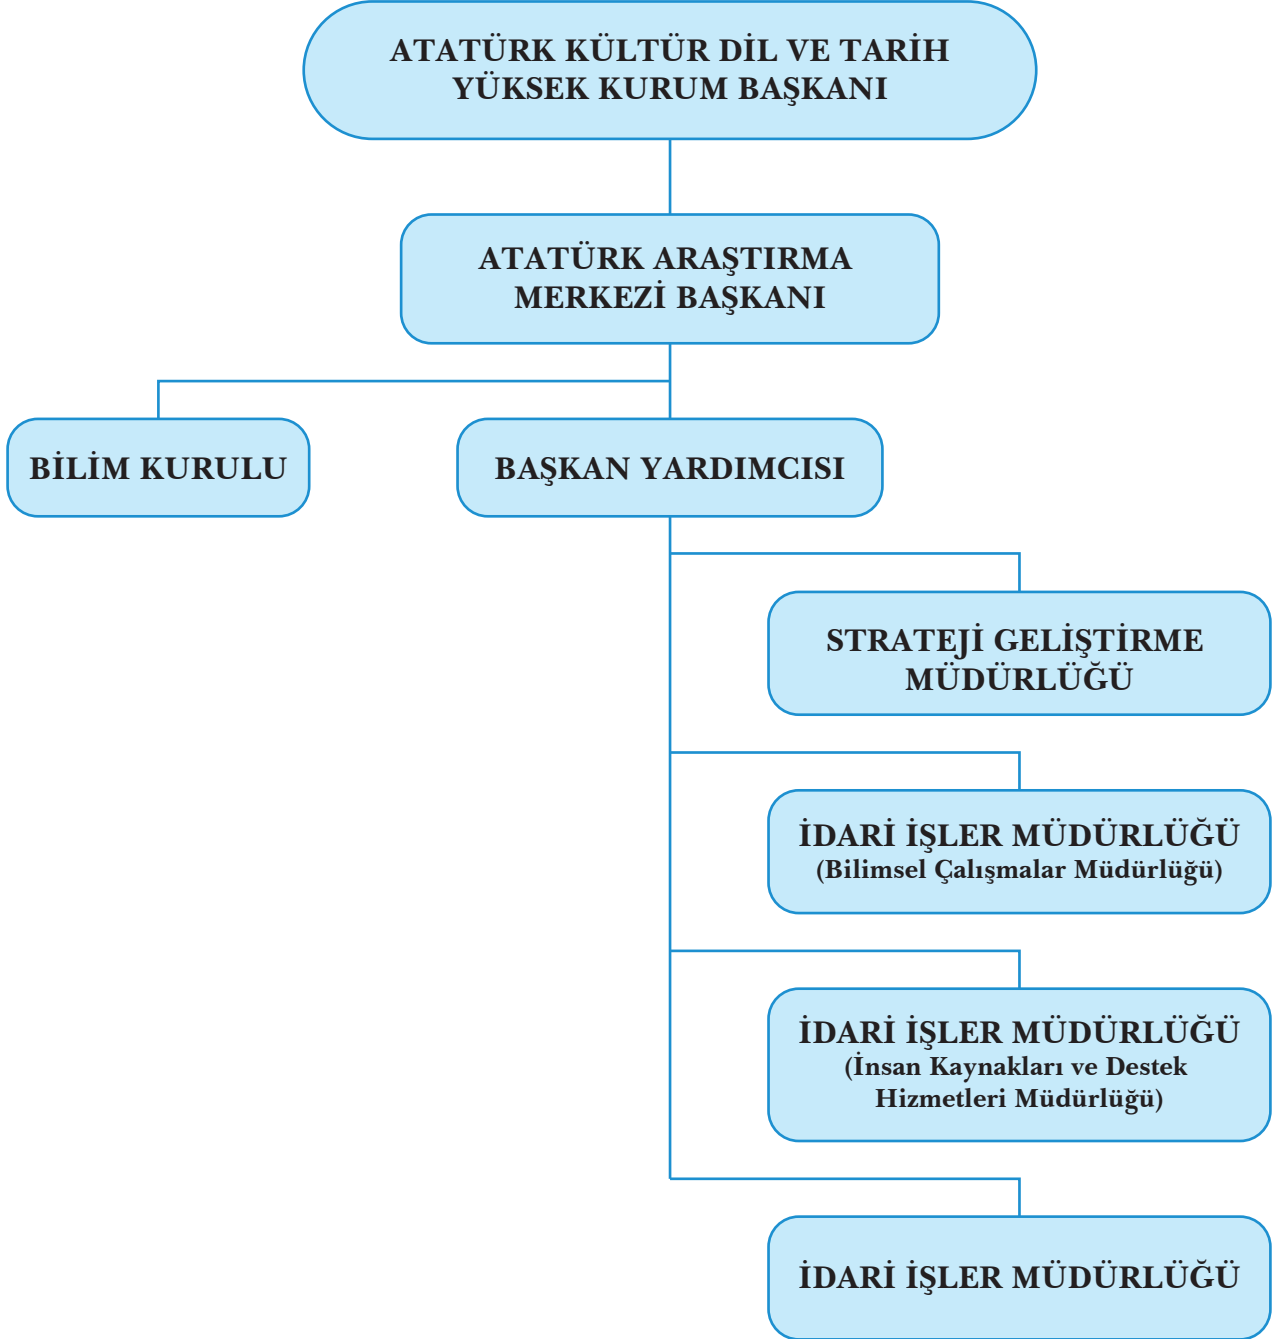 ATATÜRK KÜLTÜR DİL VE TARİH
YÜKSEK KURUM BAŞKANI
ATATÜRK ARAŞTIRMA
MERKEZİ BAŞKANI
BİLİM KURULU
BAŞKAN YARDIMCISI
STRATEJİ GELİŞTİRME
MÜDÜRLÜĞÜ
İDARİ İŞLER MÜDÜRLÜĞÜ
(Bilimsel Çalışmalar Müdürlüğü)
İDARİ İŞLER MÜDÜRLÜĞÜ
(İnsan Kaynakları ve Destek
Hizmetleri Müdürlüğü)
İDARİ İŞLER MÜDÜRLÜĞÜ